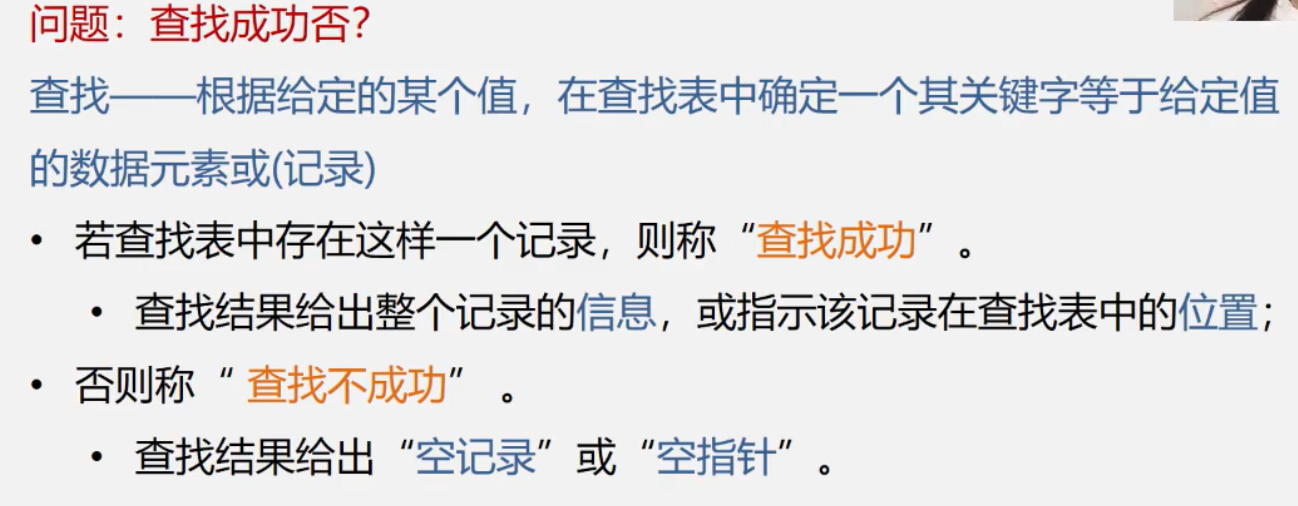 问题：查找成功否？
查找——根据给定的某个值，在查找表中确定一个其关键字等于给定值
的数据元素或(记录)
• 若查找表中存在这样一个记录，则称“查找成功”。
• 查找结果给出整个记录的信息，或指示该记录在查找表中的位置；
• 否则称“ 查找不成功” 。
• 查找结果给出“空记录”或“空指针”。